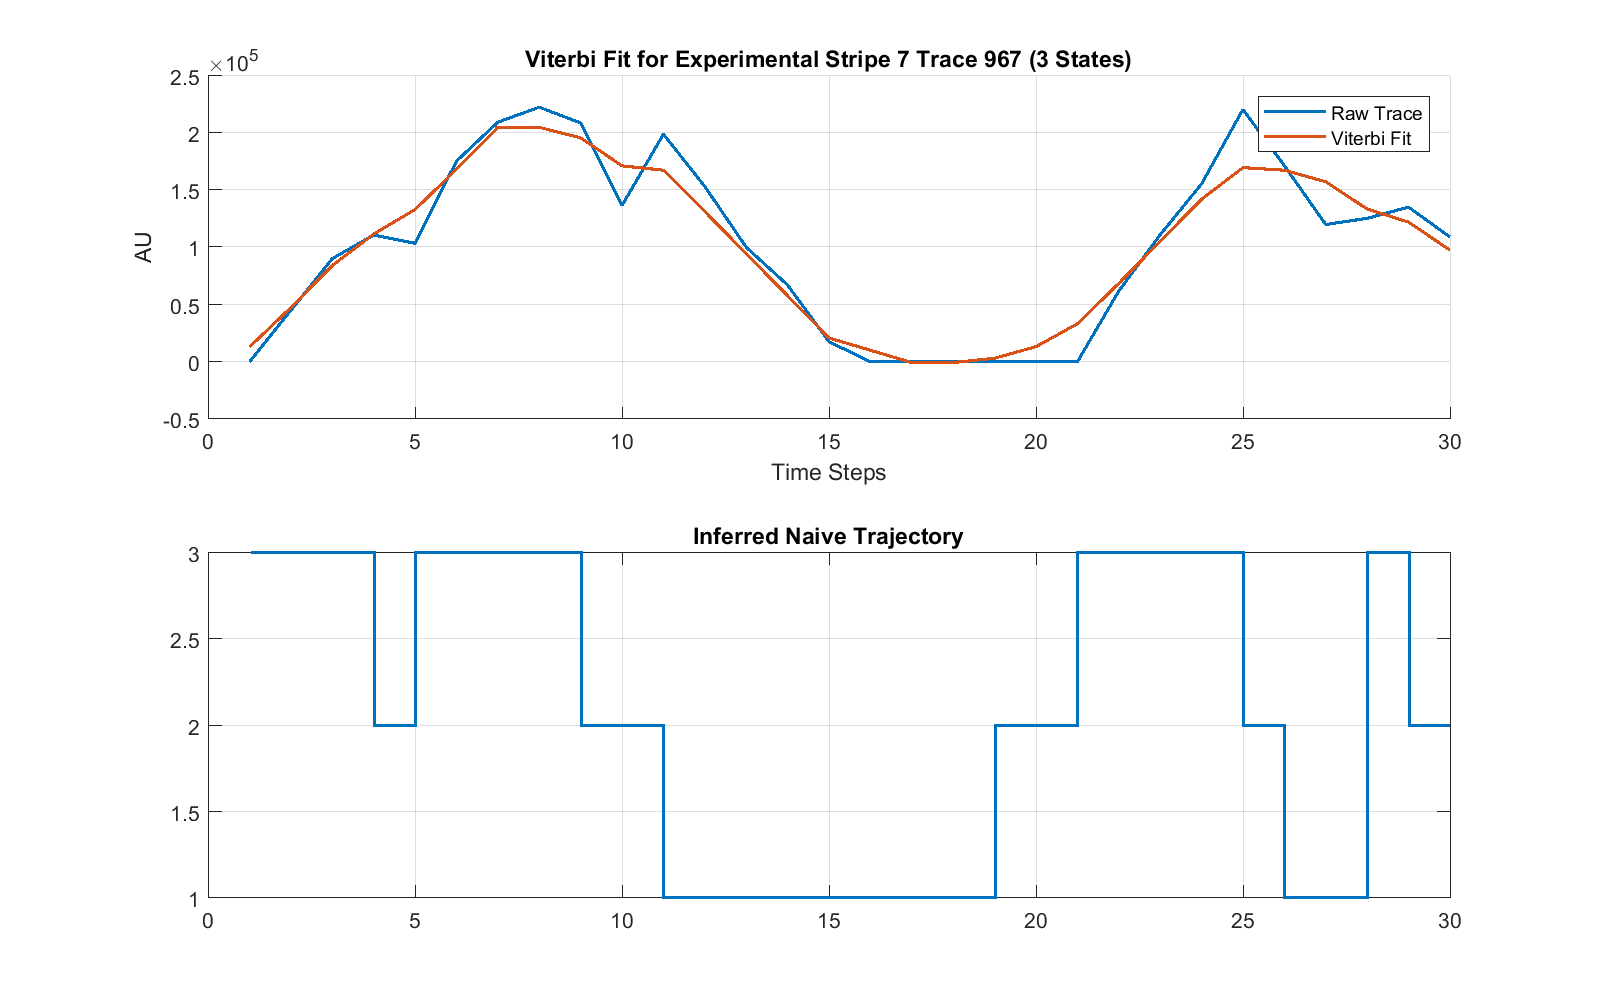 Viterbi Fit for Experimental Stripe 7 Trace 967 (3 States)
×10⁵
2.5
2
1.5
1
0.5
0
-0.5
AU
Raw Trace
Viterbi Fit
0 5 10 15 20 25 30
Time Steps
Inferred Naive Trajectory
3
2.5
2
1.5
1
0 5 10 15 20 25 30